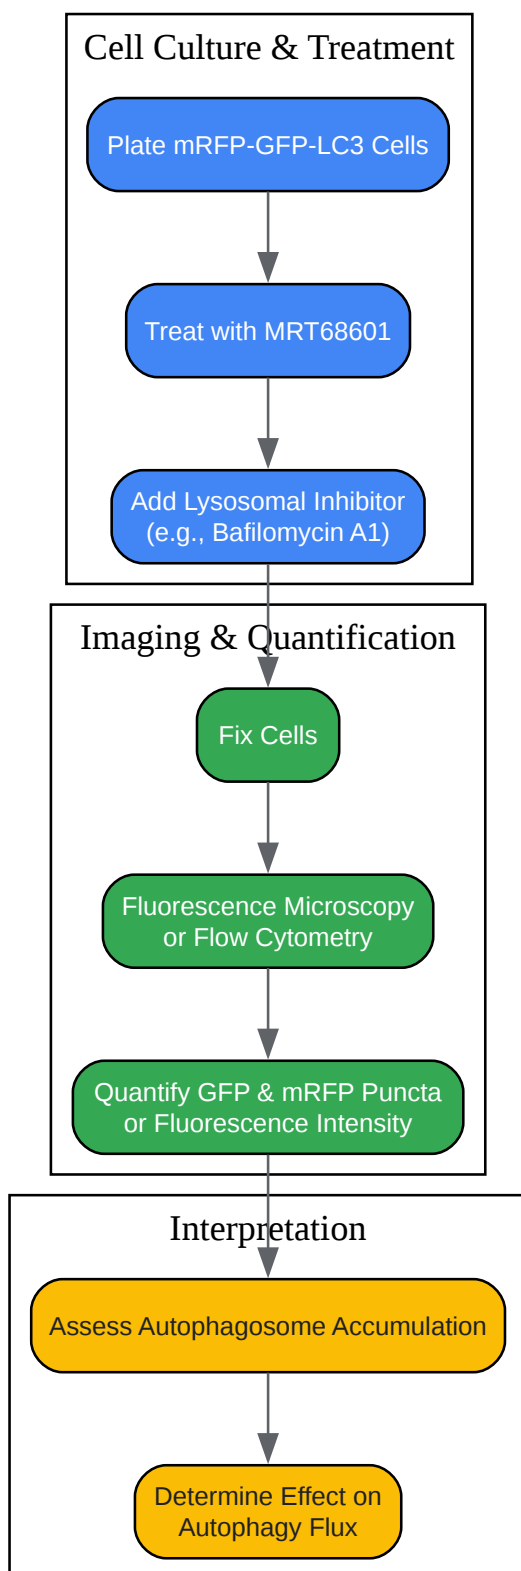 Cell Culture & Treatment
Plate mRFP-GFP-LC3 Cells
Treat with MRT68601
Add Lysosomal Inhibitor
(e.g., Bafilomycin A1)
Imaging & Quantification
Fix Cells
Fluorescence Microscopy
or Flow Cytometry
Quantify GFP & mRFP Puncta
or Fluorescence Intensity
Interpretation
Assess Autophagosome Accumulation
Determine Effect on
Autophagy Flux